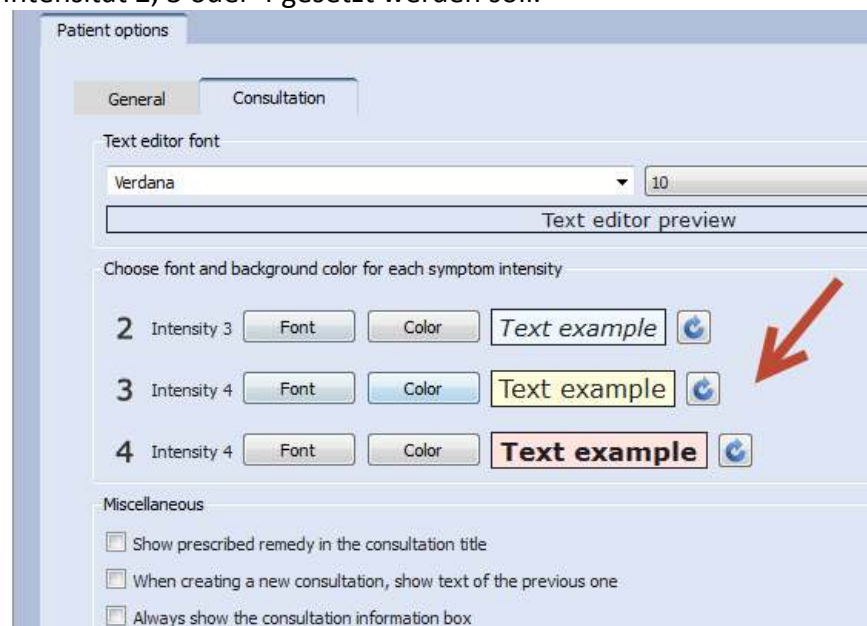 Intensität 2, 3 oder 4 gesetzt werden soll.
Patient options
General Consultation
Text editor font
Verdana 10
Text editor preview
Choose font and background color for each symptom intensity
2 Intensity 3 Font Color Text example
3 Intensity 4 Font Color Text example
4 Intensity 4 Font Color Text example
Miscellaneous
Show prescribed remedy in the consultation title
When creating a new consultation, show text of the previous one
Always show the consultation information box